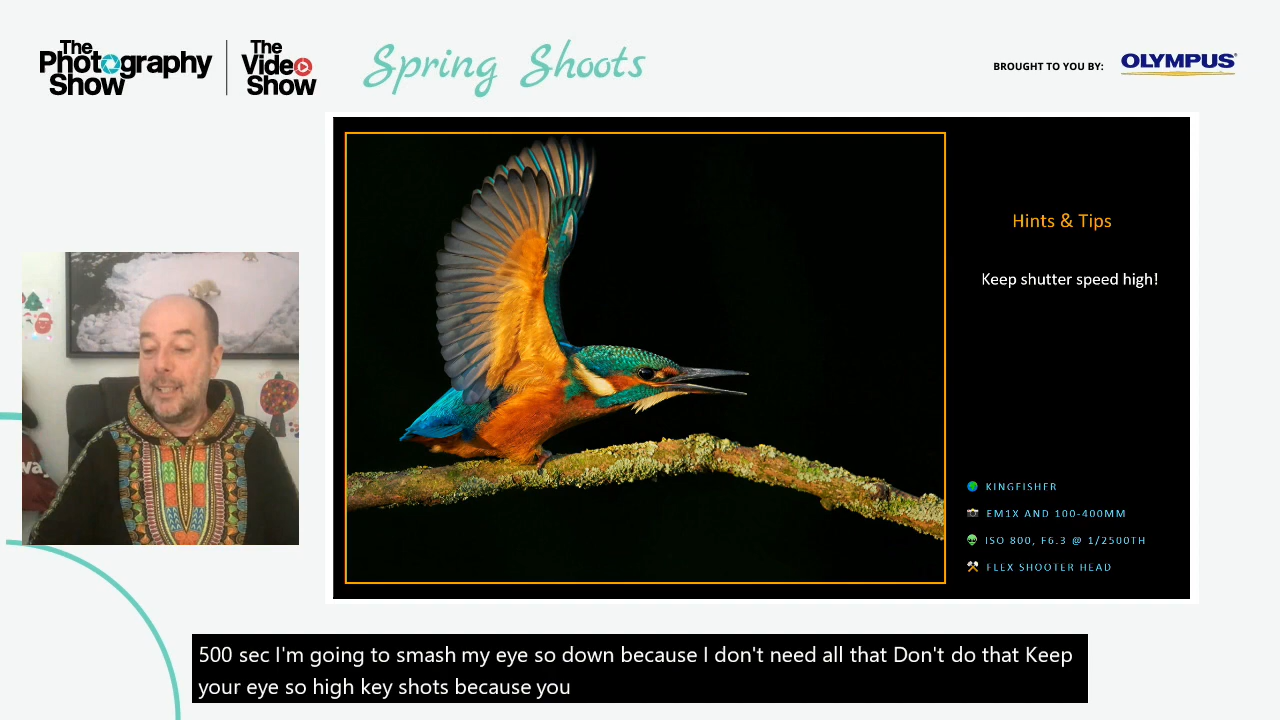 The Photography Show
The Video Show
Spring Shoots
BROUGHT TO YOU BY: OLYMPUS
Hints & Tips
Keep shutter speed high!
KINGFISHER
EM1X AND 100-400MM
ISO 800, F6.3 @ 1/2500TH
FLEX SHOOTER HEAD
500 sec I'm going to smash my eye so down because I don't need all that Don't do that Keep
your eye so high key shots because you